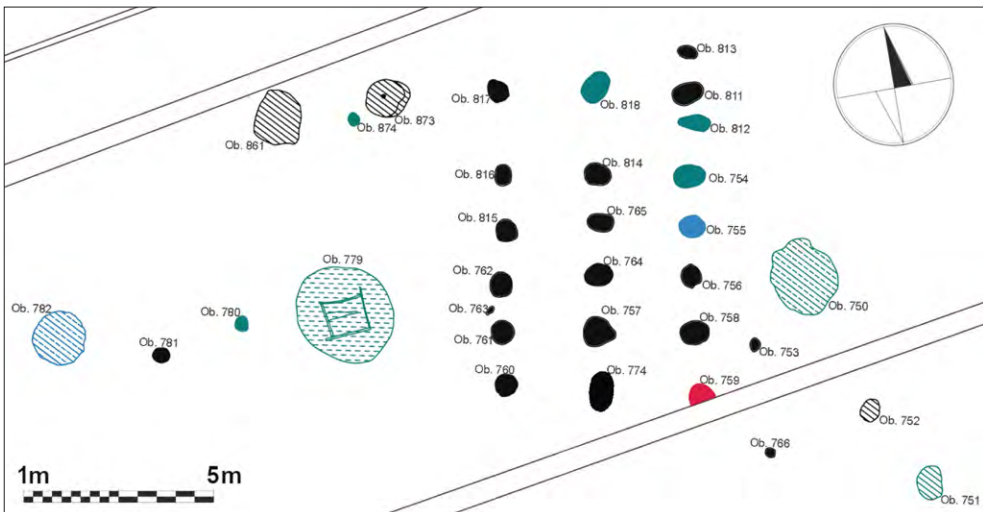 Ob. 813
Ob. 817
Ob. 818
Ob. 811
Ob. 874
Ob. 873
Ob. 812
Ob. 861
Ob. 814
Ob. 816
Ob. 754
Ob. 815
Ob. 765
Ob. 755
Ob. 779
Ob. 762
Ob. 764
Ob. 756
Ob. 750
Ob. 782
Ob. 780
Ob. 763
Ob. 757
Ob. 758
Ob. 781
Ob. 761
Ob. 753
Ob. 760
Ob. 774
Ob. 759
Ob. 752
Ob. 766
1m 5m
Ob. 751